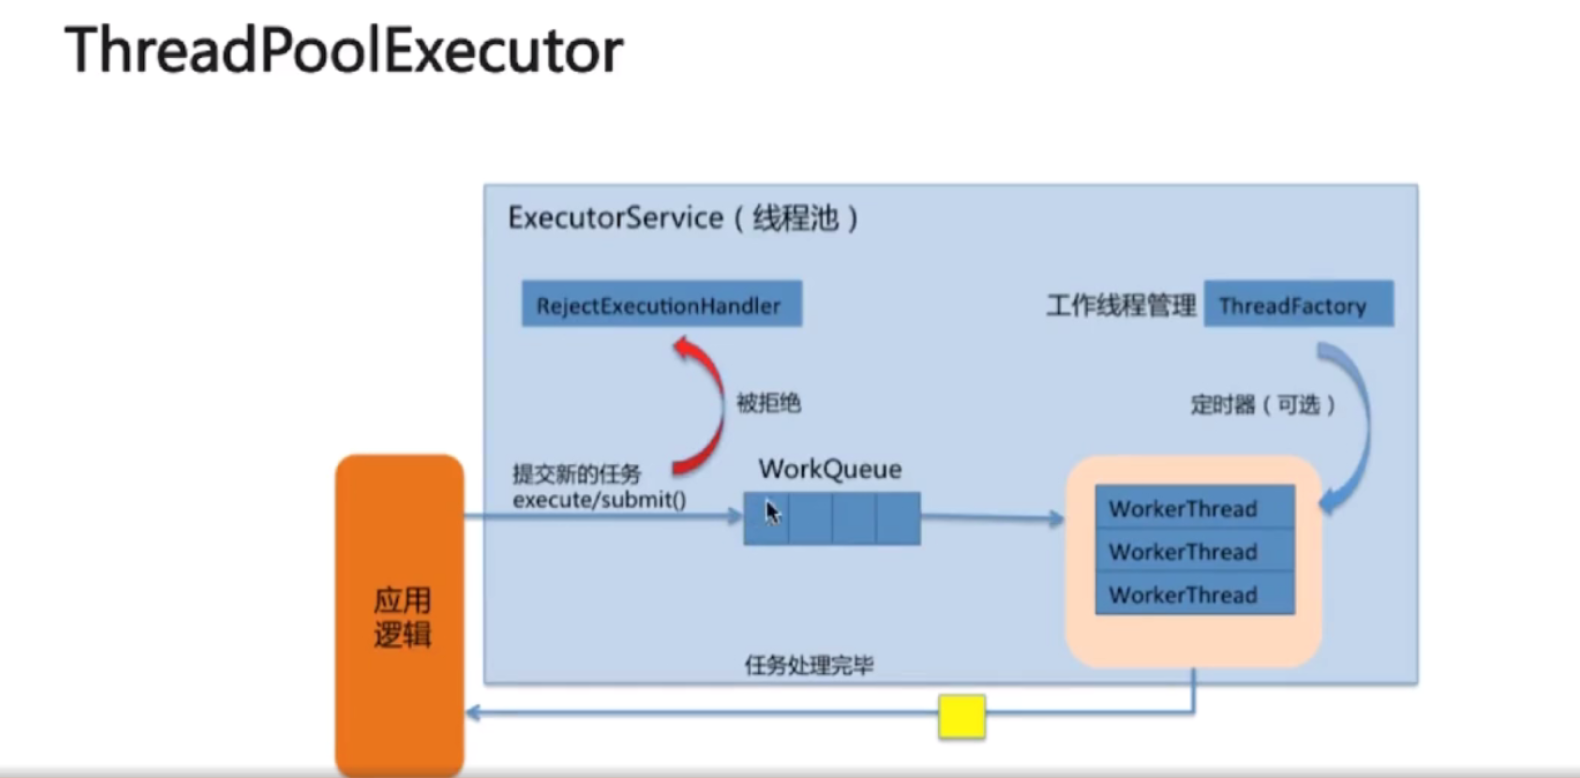 ThreadPoolExecutor
ExecutorService（线程池）
RejectExecutionHandler
工作线程管理
ThreadFactory
被拒绝
定时器（可选）
提交新的任务
execute/submit()
WorkQueue
WorkerThread
WorkerThread
WorkerThread
应用
逻辑
任务处理完毕